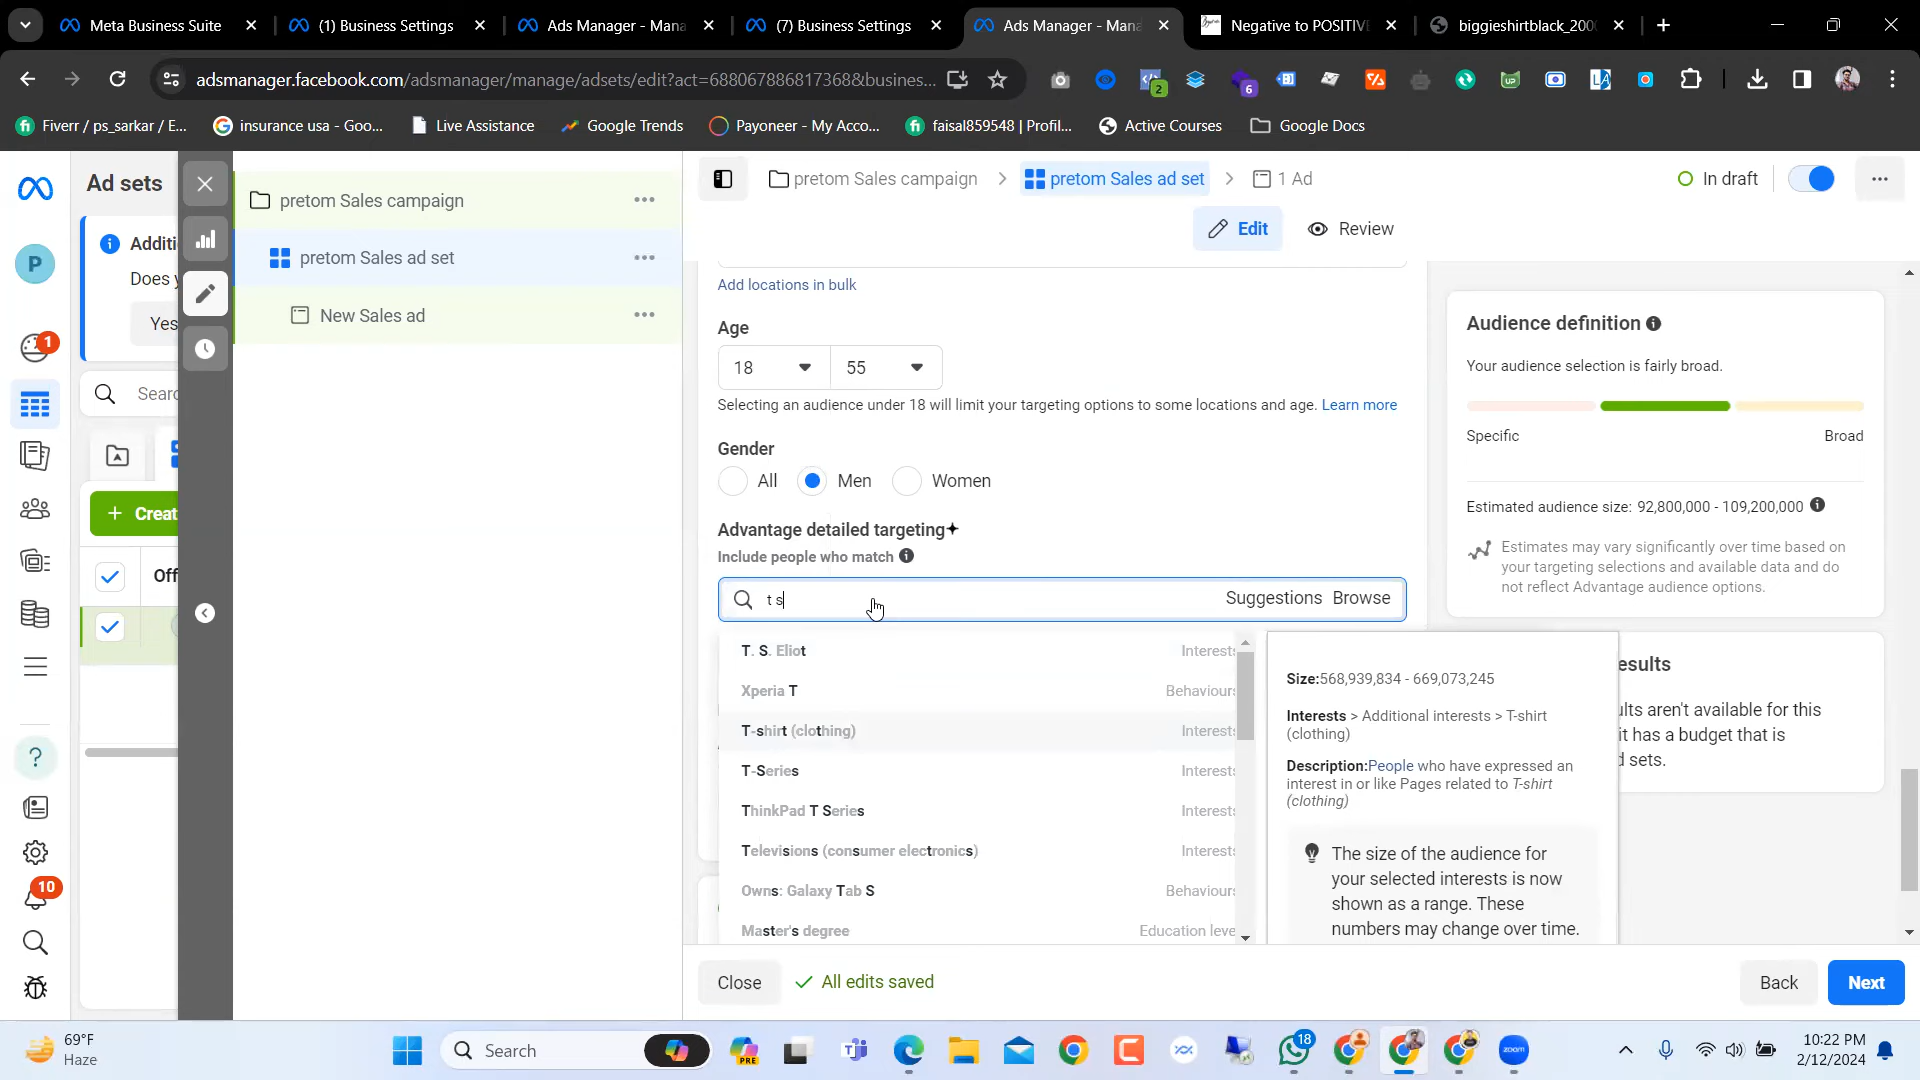 Meta Business Suite
(1) Business Settings
Ads Manager - Mana
(7) Business Settings
Ads Manager - Mana
Negative to POSITIVE
biggieshirtblack_200
adsmanager.facebook.com/adsmanager/manage/adsets/edit?act=688067886817368&busines...
2
6
Fiverr / ps_sarkar / E...
insurance usa - Goo...
Live Assistance
Google Trends
Payoneer - My Acco...
faisal859548 | Profil...
Active Courses
Google Docs
Ad sets
pretom Sales campaign
pretom Sales ad set
1 Ad
In draft
pretom Sales campaign
Edit
Review
P
Additi
Does y
Yes
pretom Sales ad set
New Sales ad
Add locations in bulk
Age
18
55
Selecting an audience under 18 will limit your targeting options to some locations and age. Learn more
Gender
All
Men
Women
Advantage detailed targeting
Include people who match
t s
Suggestions
Browse
T. S. Eliot
Interests
Xperia T
Behaviours
T-shirt (clothing)
Interests
T-Series
Interests
ThinkPad T Series
Interests
Televisions (consumer electronics)
Interests
Owns: Galaxy Tab S
Behaviours
Master's degree
Education leve
Size:568,939,834 - 669,073,245
Interests > Additional interests > T-shirt
(clothing)
Description:People who have expressed an
interest in or like Pages related to T-shirt
(clothing)
The size of the audience for
your selected interests is now
shown as a range. These
numbers may change over time.
Audience definition
Your audience selection is fairly broad.
Specific
Broad
Estimated audience size: 92,800,000 - 109,200,000
Estimates may vary significantly over time based on
your targeting selections and available data and do
not reflect Advantage audience options.
esults
ults aren't available for this
it has a budget that is
d sets.
1
Searc
+ Creat
Off
10
Close
All edits saved
Back
Next
69°F
Haze
Search
PRE
18
zoom
10:22 PM
2/12/2024